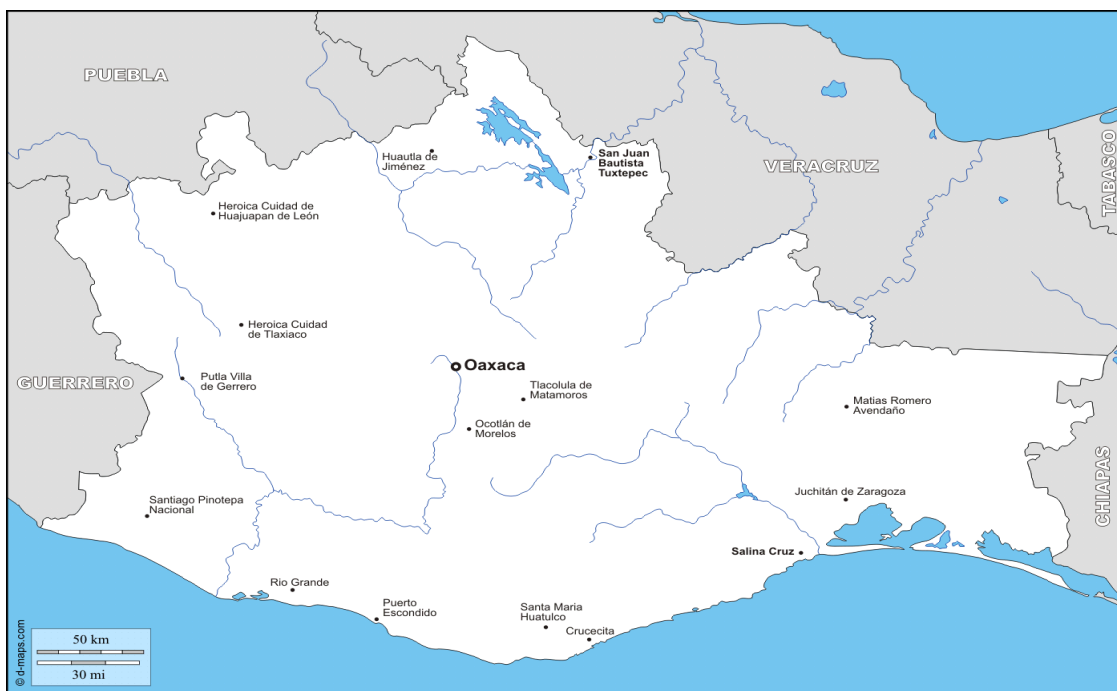 PUEBLA
VERACRUZ
TABASCO
Huautla de
Jiménez
San Juan
Bautista
Tuxtepec
Heroica Cuidad de
Huajuapan de León
Heroica Cuidad
de Tlaxiaco
GUERRERO
Putla Villa
de Gerrero
Oaxaca
Tlacolula de
Matamoros
Ocotlán de
Morelos
Matias Romero
Avendaño
CHIAPAS
Santiago Pinotepa
Nacional
Juchitán de Zaragoza
Salina Cruz
Rio Grande
Puerto
Escondido
Santa Maria
Huatulco
Crucecita
50 km
30 mi
© d-maps.com